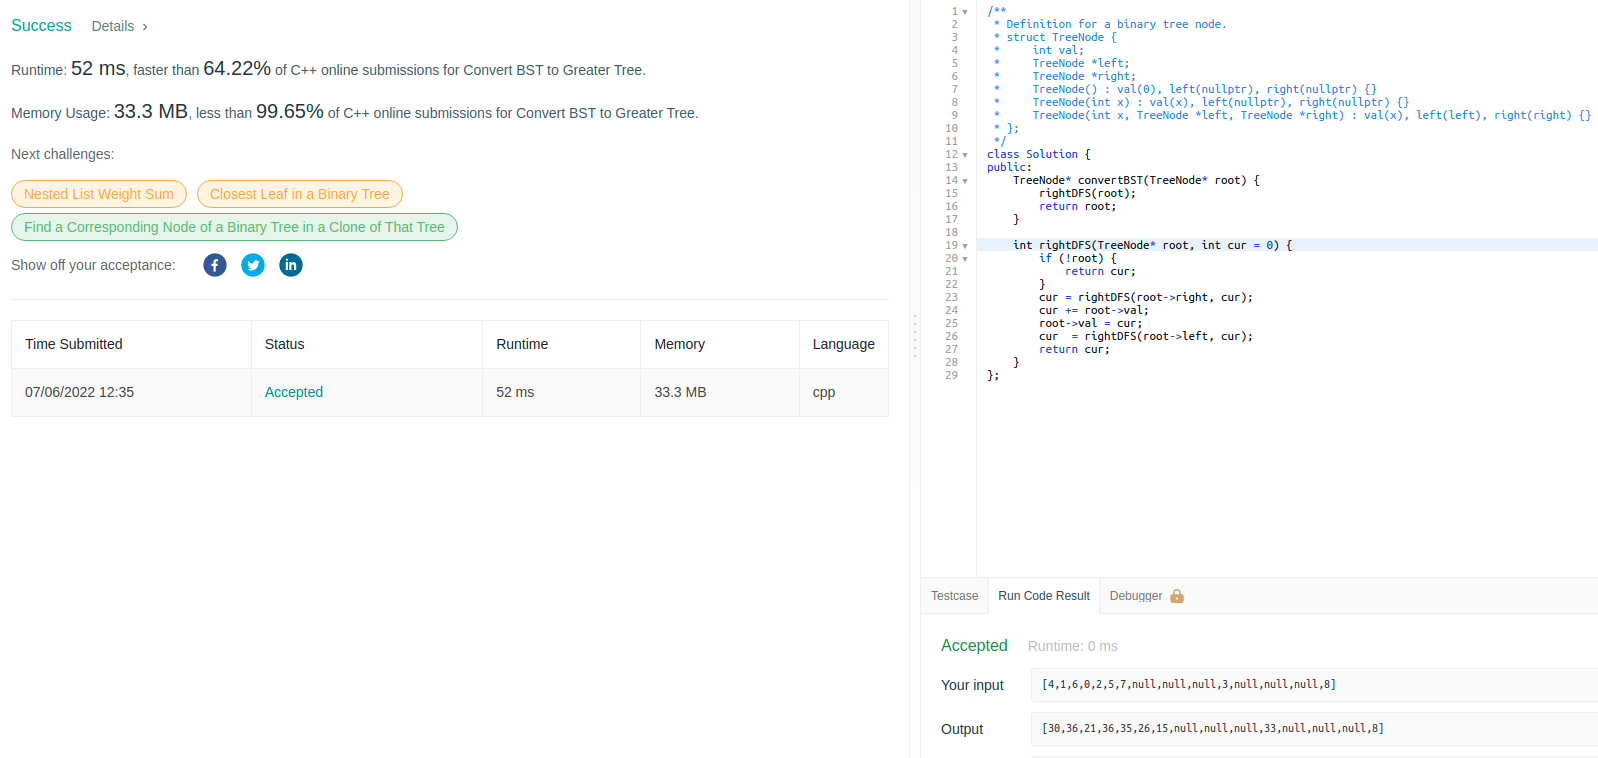 Success Details ›
Runtime: 52 ms, faster than 64.22% of C++ online submissions for Convert BST to Greater Tree.
Memory Usage: 33.3 MB, less than 99.65% of C++ online submissions for Convert BST to Greater Tree.
Next challenges:
Nested List Weight Sum Closest Leaf in a Binary Tree
Find a Corresponding Node of a Binary Tree in a Clone of That Tree
Show off your acceptance: f in
Time Submitted Status Runtime Memory Language
07/06/2022 12:35 Accepted 52 ms 33.3 MB cpp
1 /**
2  * Definition for a binary tree node.
3  * struct TreeNode {
4  *     int val;
5  *     TreeNode *left;
6  *     TreeNode *right;
7  *     TreeNode() : val(0), left(nullptr), right(nullptr) {}
8  *     TreeNode(int x) : val(x), left(nullptr), right(nullptr) {}
9  *     TreeNode(int x, TreeNode *left, TreeNode *right) : val(x), left(left), right(right) {}
10  * };
11  */
12 class Solution {
13 public:
14     TreeNode* convertBST(TreeNode* root) {
15         rightDFS(root);
16         return root;
17     }
18
19     int rightDFS(TreeNode* root, int cur = 0) {
20         if (!root) {
21             return cur;
22         }
23         cur = rightDFS(root->right, cur);
24         cur += root->val;
25         root->val = cur;
26         cur  = rightDFS(root->left, cur);
27         return cur;
28     }
29 };
Testcase Run Code Result Debugger
Accepted Runtime: 0 ms
Your input [4,1,6,0,2,5,7,null,null,null,3,null,null,null,8]
Output [30,36,21,36,35,26,15,null,null,null,33,null,null,null,8]